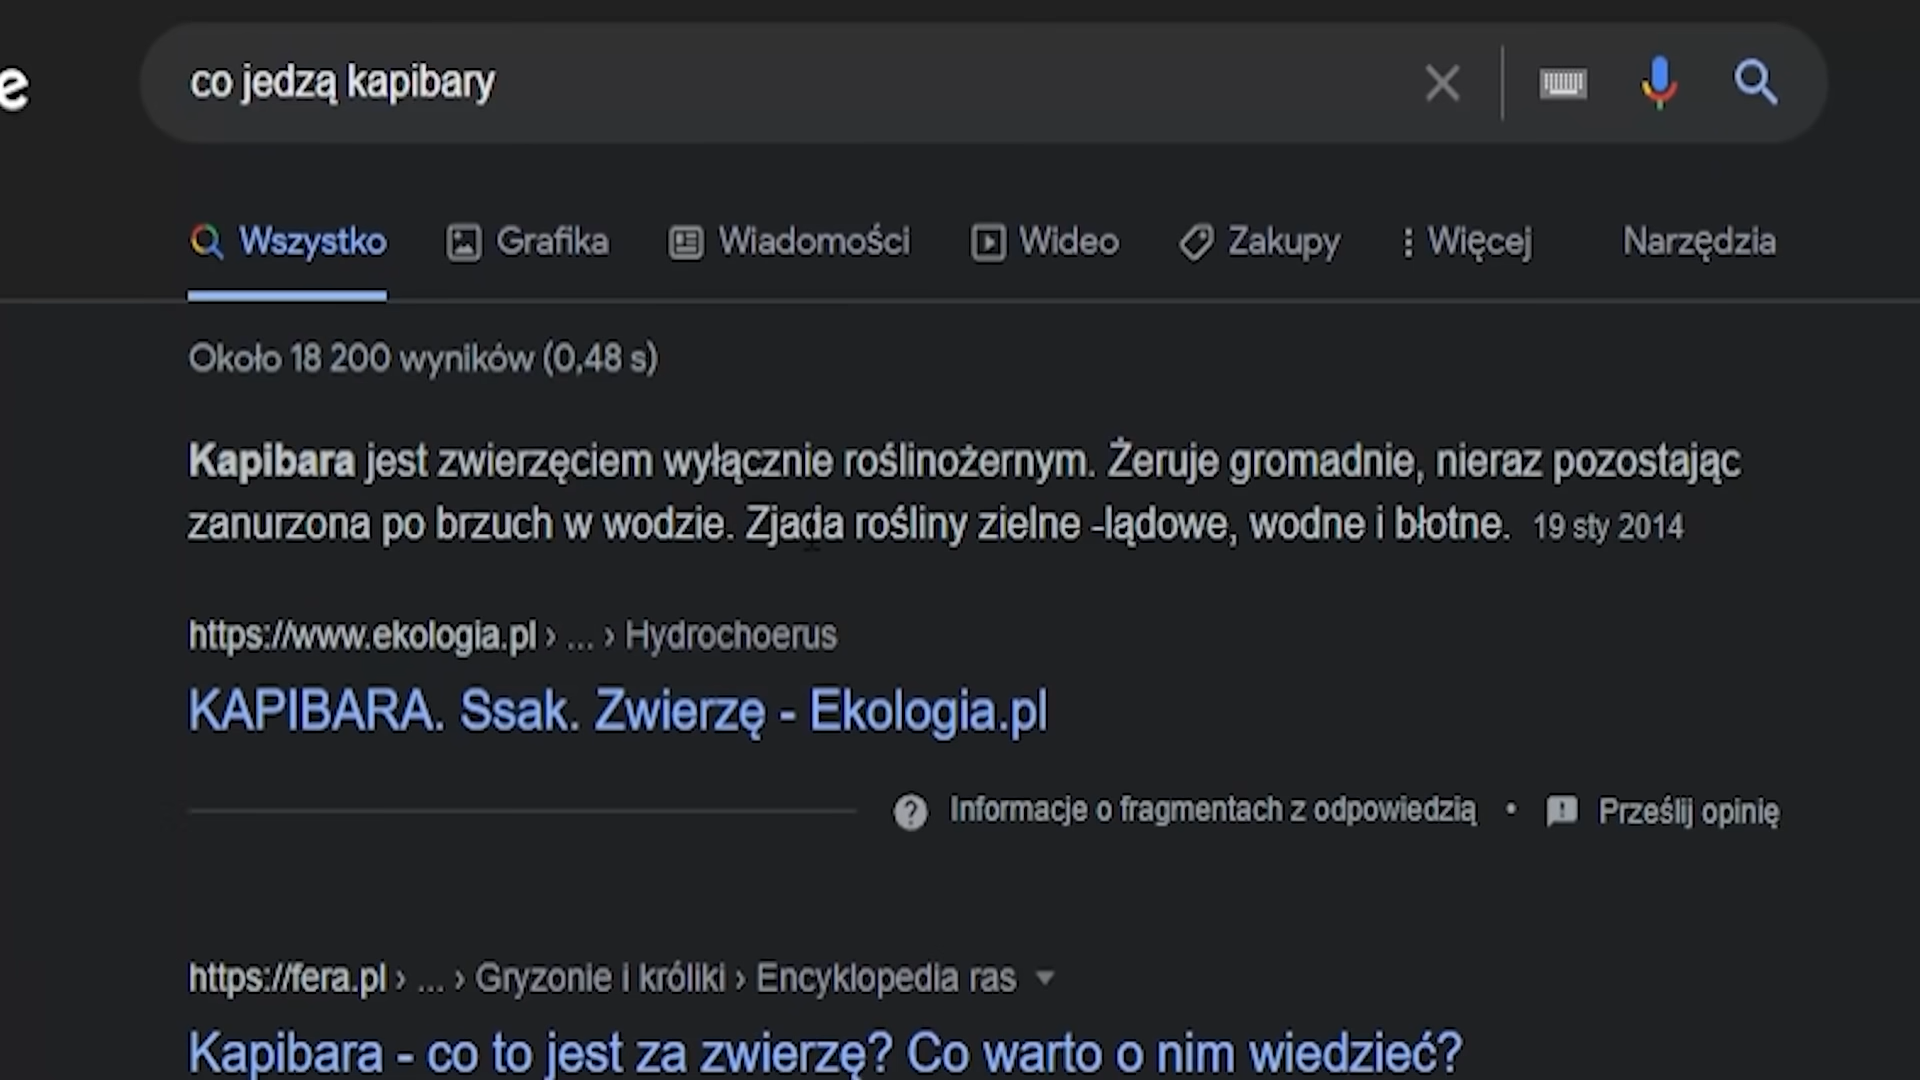 e
co jedzą kapibary
Wszystko Grafika Wiadomości Wideo Zakupy Więcej Narzędzia
Około 18 200 wyników (0,48 s)
Kapibara jest zwierzęciem wyłącznie roślinożernym. Żeruje gromadnie, nieraz pozostając
zanurzona po brzuch w wodzie. Zjada rośliny zielne -lądowe, wodne i błotne. 19 sty 2014
https://www.ekologia.pl › ... › Hydrochoerus
KAPIBARA. Ssak. Zwierzę - Ekologia.pl
Informacje o fragmentach z odpowiedzią • Prześlij opinię
https://fera.pl › ... › Gryzonie i króliki › Encyklopedia ras
Kapibara - co to jest za zwierzę? Co warto o nim wiedzieć?